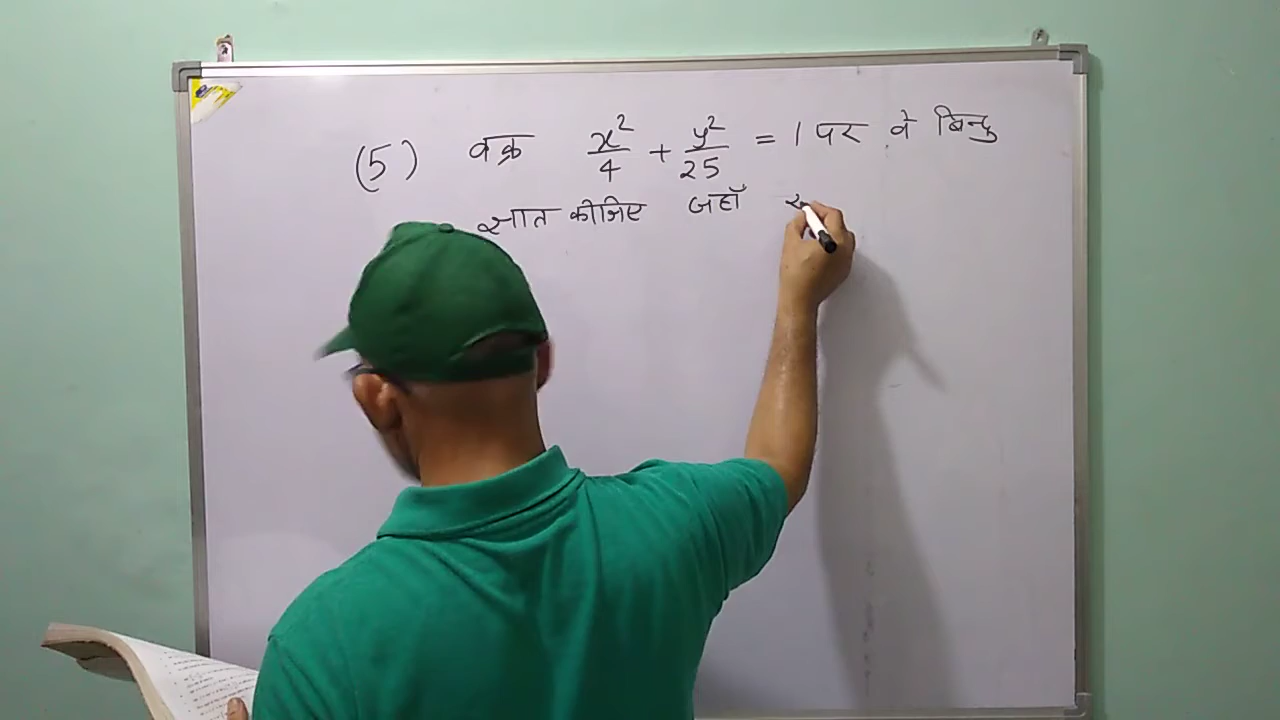 (5) वक्र x²/4 + y²/25 = 1 पर वे बिन्दु
ज्ञात कीजिए जहाँ